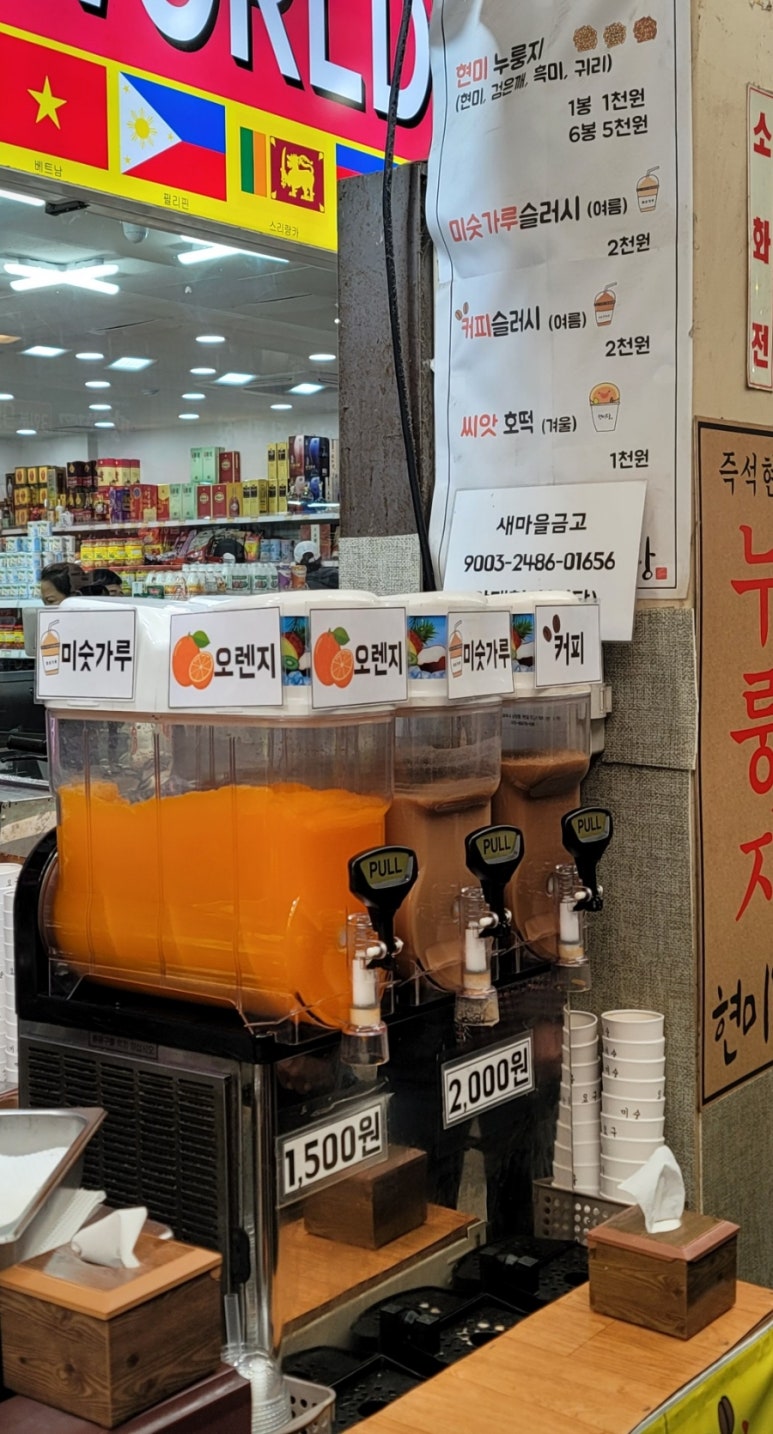 WORLD
베트남
필리핀
스리랑카
현미 누룽지
(현미, 검은깨, 흑미, 귀리)
1봉 1천원
6봉 5천원
미숫가루슬러시 (여름)
2천원
커피슬러시 (여름)
2천원
씨앗 호떡 (겨울)
1천원
새마을금고
9003-2486-01656
소화전
즉석현
누룽지
현미
미숫가루
오렌지
오렌지
미숫가루
커피
PULL
PULL
PULL
2,000원
1,500원